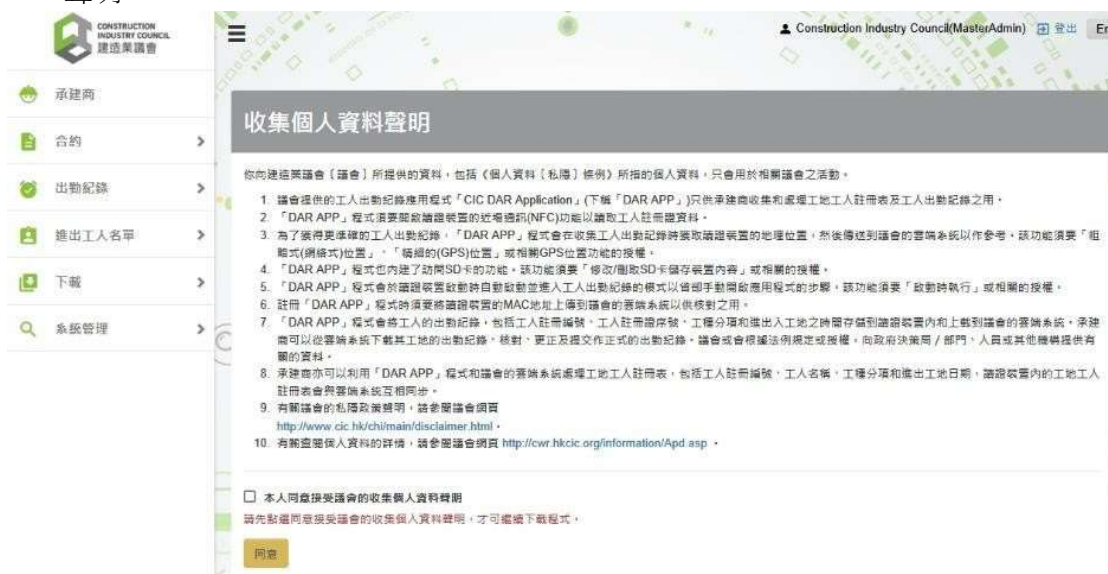 CONSTRUCTION
INDUSTRY COUNCIL
建造業議會
Construction Industry Council(MasterAdmin) 登出
承建商
合約
出勤紀錄
進出工人名單
下載
系統管理
收集個人資料聲明
你向建造業議會〔議會〕所提供的資料，包括《個人資料〔私隱〕條例》所指的個人資料，只會用於相關議會之活動。
1. 議會提供的工人出勤紀錄應用程式「CIC DAR Application」(下稱「DAR APP」)只供承建商收集和處理工地工人註冊表及工人出勤紀錄之用。
2. 「DAR APP」程式須要開啟讀證裝置的近場通訊(NFC)功能以讀取工人註冊證資料。
3. 為了獲得更準確的工人出勤紀錄，「DAR APP」程式會在收集工人出勤紀錄時獲取讀證裝置的地理位置，然後傳送到議會的雲端系統以作參考。該功能須要「粗
略式(網絡式)位置」、「精細的(GPS)位置」或相關GPS位置功能的授權。
4. 「DAR APP」程式也內建了訪問SD卡的功能。該功能須要「修改/刪取SD卡儲存裝置內容」或相關的授權。
5. 「DAR APP」程式會於讀證裝置啟動時自動啟動並進入工人出勤紀錄的模式以省卻手動開啟應用程式的步驟，該功能須要「啟動時執行」或相關的授權。
6. 註冊「DAR APP」程式時須要將讀證裝置的MAC地址上傳到議會的雲端系統以供核對之用。
7. 「DAR APP」程式會將工人的出勤紀錄，包括工人註冊編號、工人註冊證序號、工種分項和進出入工地之時間存儲到讀證裝置內和上載到議會的雲端系統。承建
商可以從雲端系統下載其工地的出勤紀錄、核對、更正及提交作正式的出勤紀錄。議會或會根據法例規定或授權，向政府決策局 / 部門、人員或其他機構提供有
關的資料。
8. 承建商亦可以利用「DAR APP」程式和議會的雲端系統處理工地工人註冊表，包括工人註冊編號、工人名稱、工種分項和進出工地日期，讀證裝置內的工地工人
註冊表會與雲端系統互相同步。
9. 有關議會的私隱政策聲明，請參閱議會網頁
http://www.cic.hk/chi/main/disclaimer.html。
10. 有關查閱個人資料的詳情，請參閱議會網頁 http://cwr.hkcic.org/information/Apd.asp 。
本人同意接受議會的收集個人資料聲明
請先點選同意接受議會的收集個人資料聲明，才可繼續下載程式。
同意